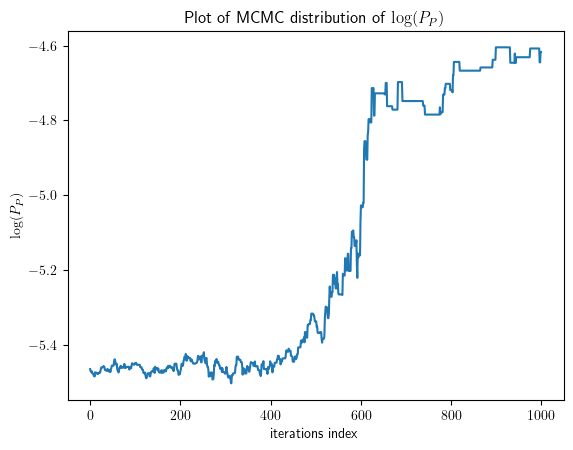 Plot of MCMC distribution of log(P_P)
−4.6
−4.8
−5.0
−5.2
−5.4
log(P_P)
0 200 400 600 800 1000
iterations index